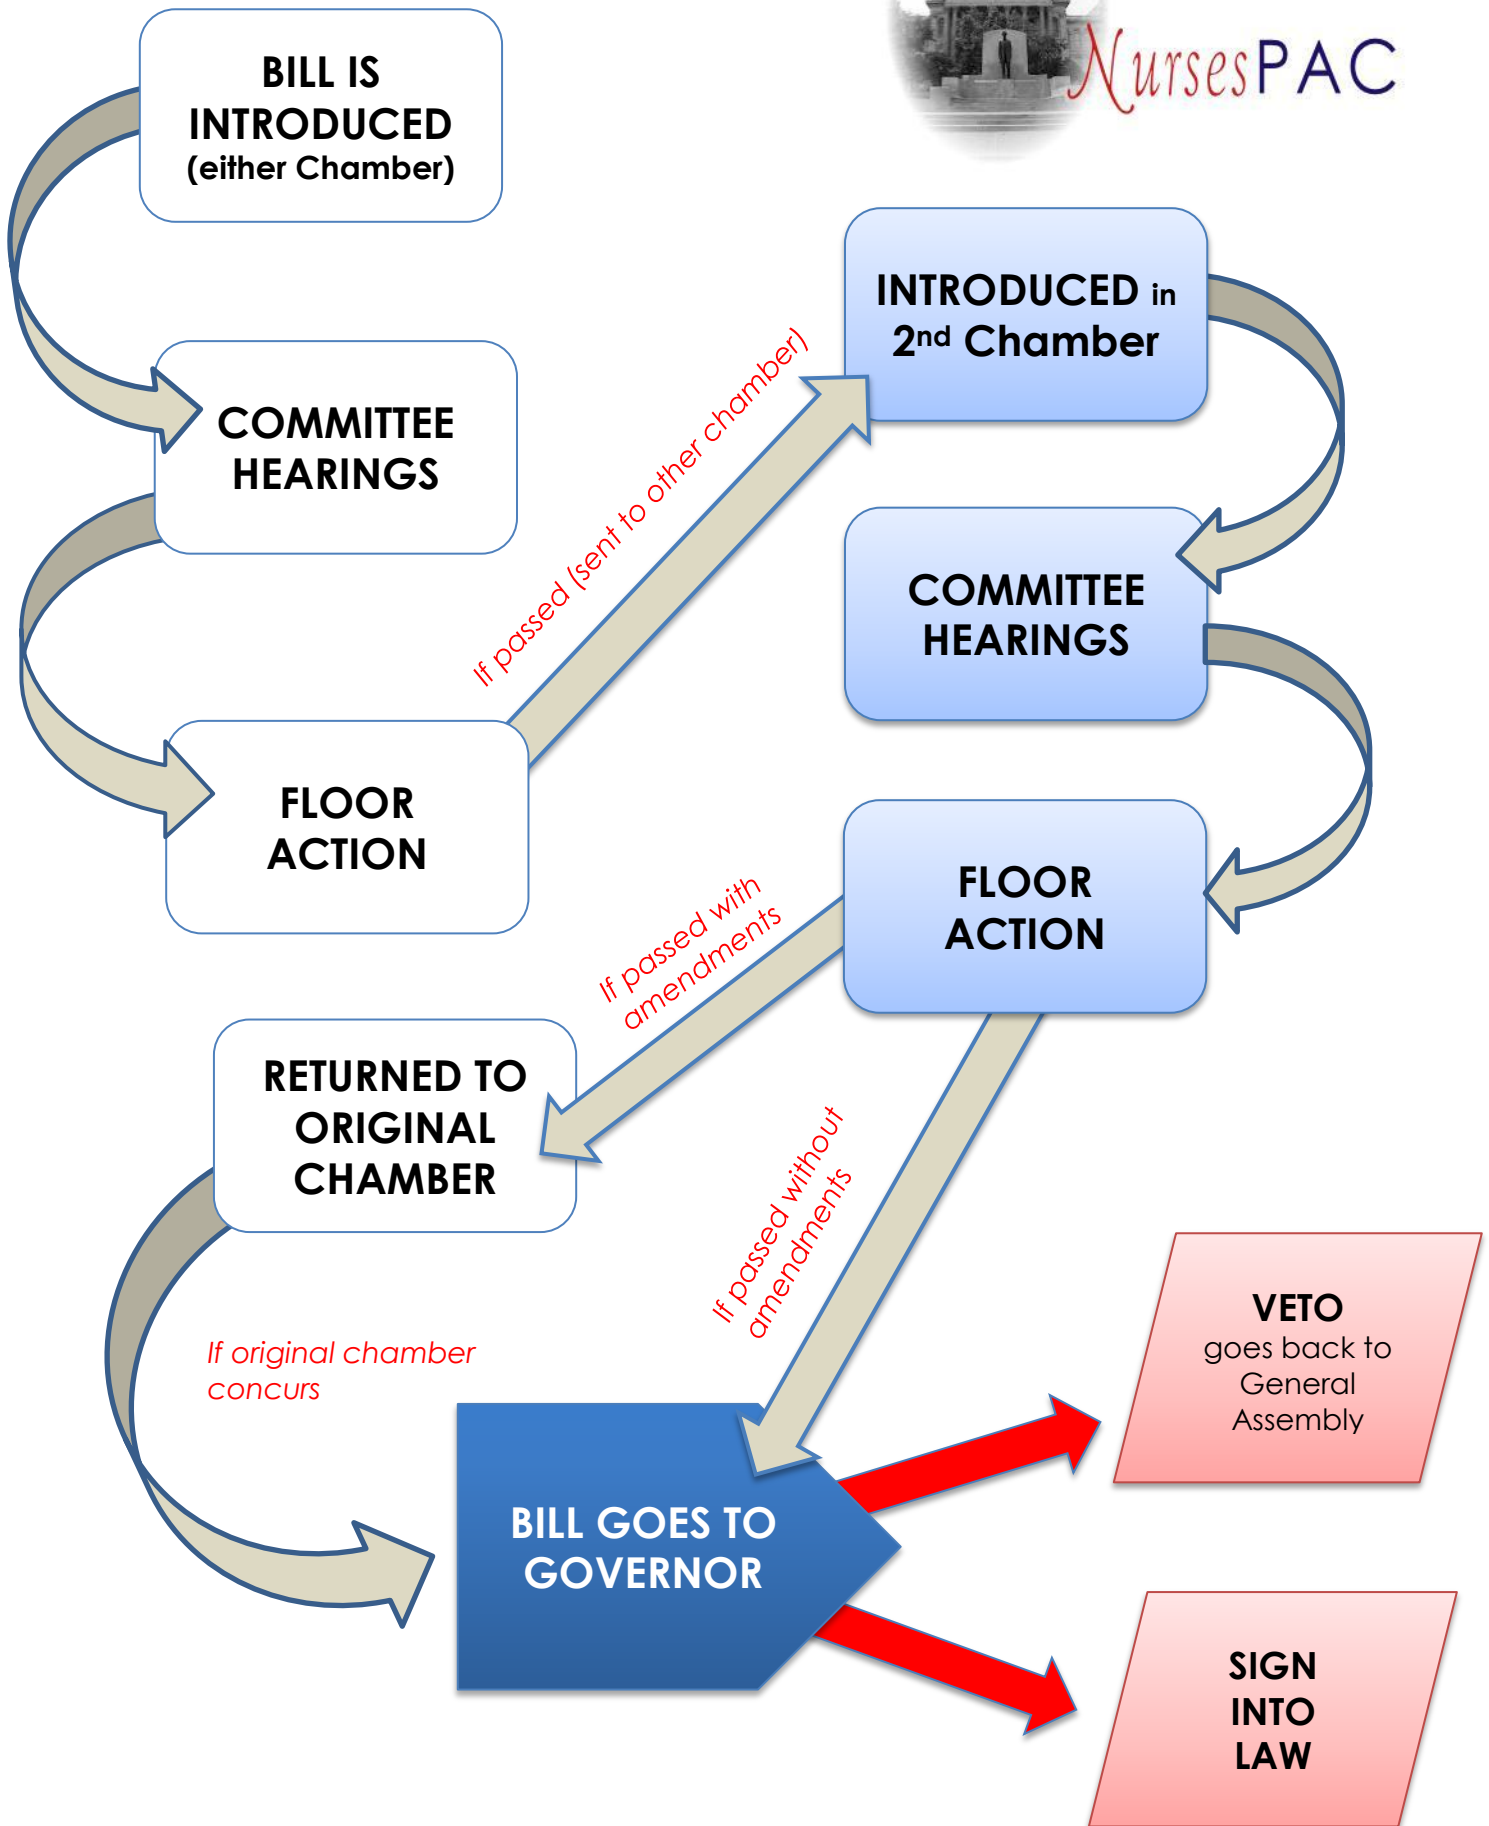 NursesPAC
BILL IS
INTRODUCED
(either Chamber)
COMMITTEE
HEARINGS
FLOOR
ACTION
If passed (sent to other chamber)
INTRODUCED in
2nd Chamber
COMMITTEE
HEARINGS
FLOOR
ACTION
If passed with
amendments
RETURNED TO
ORIGINAL
CHAMBER
If original chamber
concurs
If passed without
amendments
BILL GOES TO
GOVERNOR
VETO
goes back to
General
Assembly
SIGN
INTO
LAW